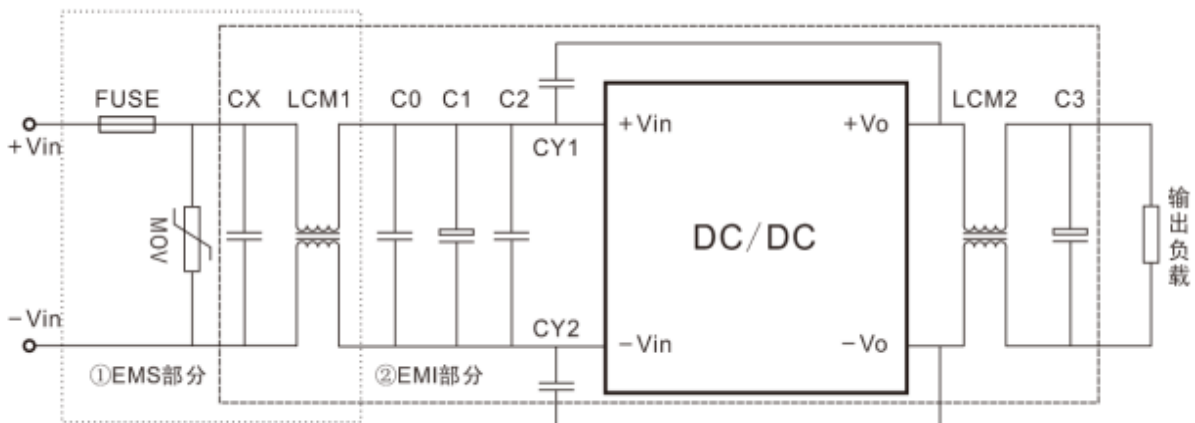 FUSE
CX
LCM1
C0
C1
C2
LCM2
C3
+Vin
CY1
+Vin
+Vo
MOV
DC/DC
输出负载
-Vin
CY2
-Vin
-Vo
①EMS部分
②EMI部分